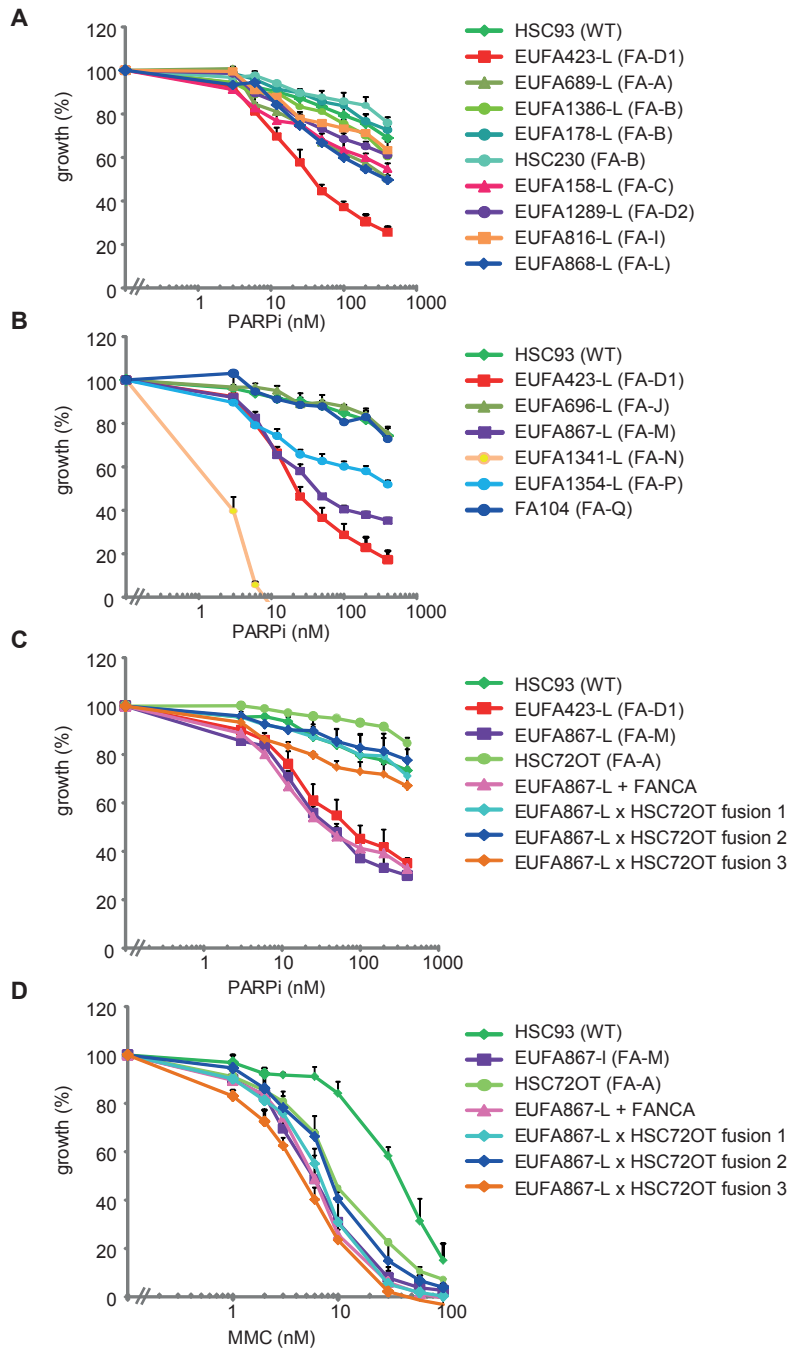 A
120
100
80
60
40
20
0
growth (%)
1
10
100
1000
PARPi (nM)
HSC93 (WT)
EUFA423-L (FA-D1)
EUFA689-L (FA-A)
EUFA1386-L (FA-B)
EUFA178-L (FA-B)
HSC230 (FA-B)
EUFA158-L (FA-C)
EUFA1289-L (FA-D2)
EUFA816-L (FA-I)
EUFA868-L (FA-L)
B
120
100
80
60
40
20
0
growth (%)
1
10
100
1000
PARPi (nM)
HSC93 (WT)
EUFA423-L (FA-D1)
EUFA696-L (FA-J)
EUFA867-L (FA-M)
EUFA1341-L (FA-N)
EUFA1354-L (FA-P)
FA104 (FA-Q)
C
120
100
80
60
40
20
0
growth (%)
1
10
100
1000
PARPi (nM)
HSC93 (WT)
EUFA423-L (FA-D1)
EUFA867-L (FA-M)
HSC72OT (FA-A)
EUFA867-L + FANCA
EUFA867-L x HSC72OT fusion 1
EUFA867-L x HSC72OT fusion 2
EUFA867-L x HSC72OT fusion 3
D
120
100
80
60
40
20
0
growth (%)
1
10
100
MMC (nM)
HSC93 (WT)
EUFA867-l (FA-M)
HSC72OT (FA-A)
EUFA867-L + FANCA
EUFA867-L x HSC72OT fusion 1
EUFA867-L x HSC72OT fusion 2
EUFA867-L x HSC72OT fusion 3